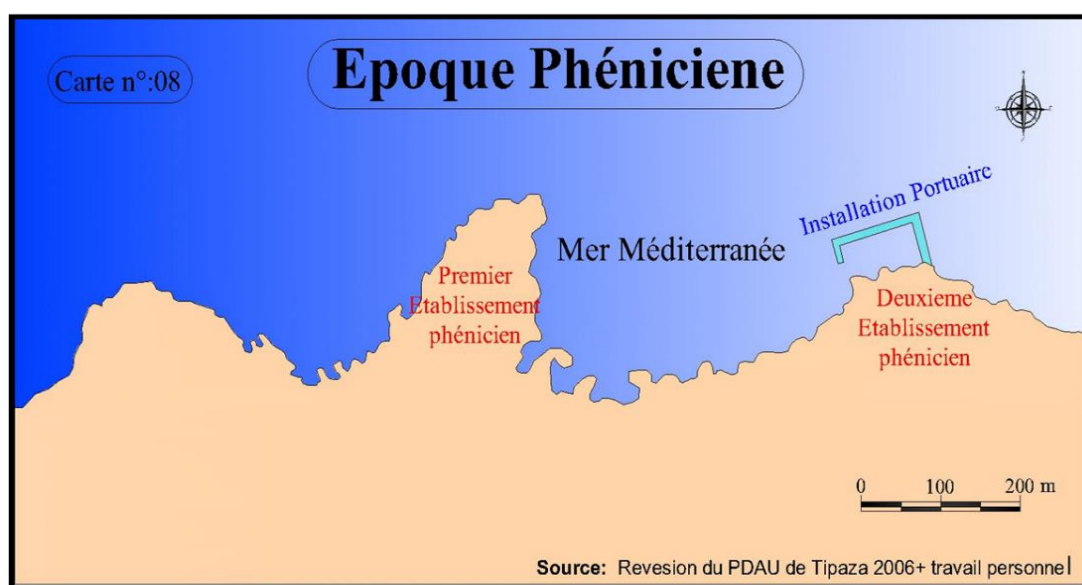 Carte n°:08
Epoque Phéniciene
Installation Portuaire
Mer Méditerranée
Premier
Etablissement
phénicien
Deuxieme
Etablissement
phénicien
0 100 200 m
Source: Revesion du PDAU de Tipaza 2006+ travail personnel